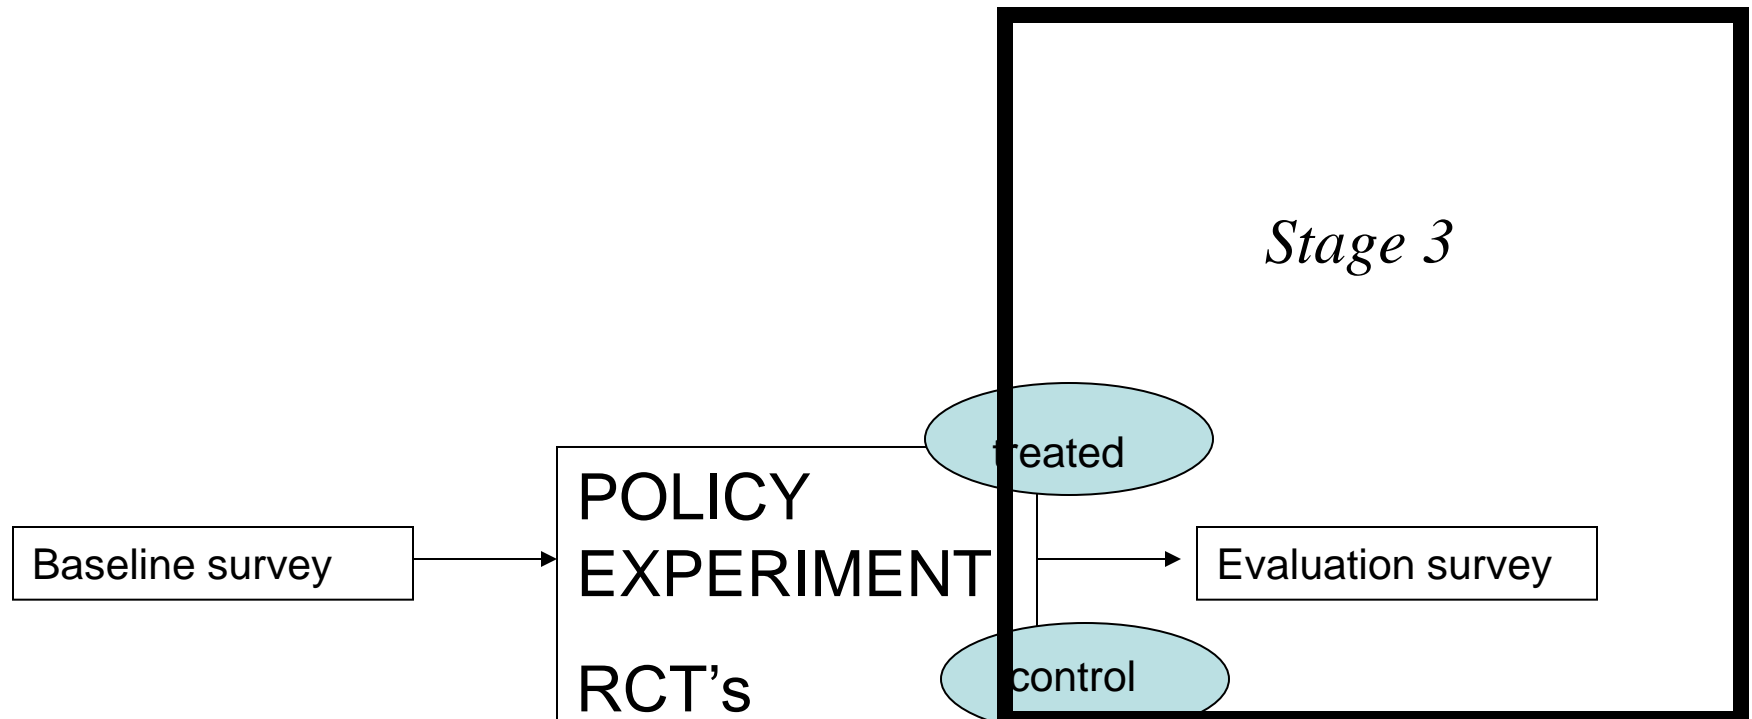 Stage 3
treated
POLICY
EXPERIMENT
Baseline survey
Evaluation survey
RCT’s
control